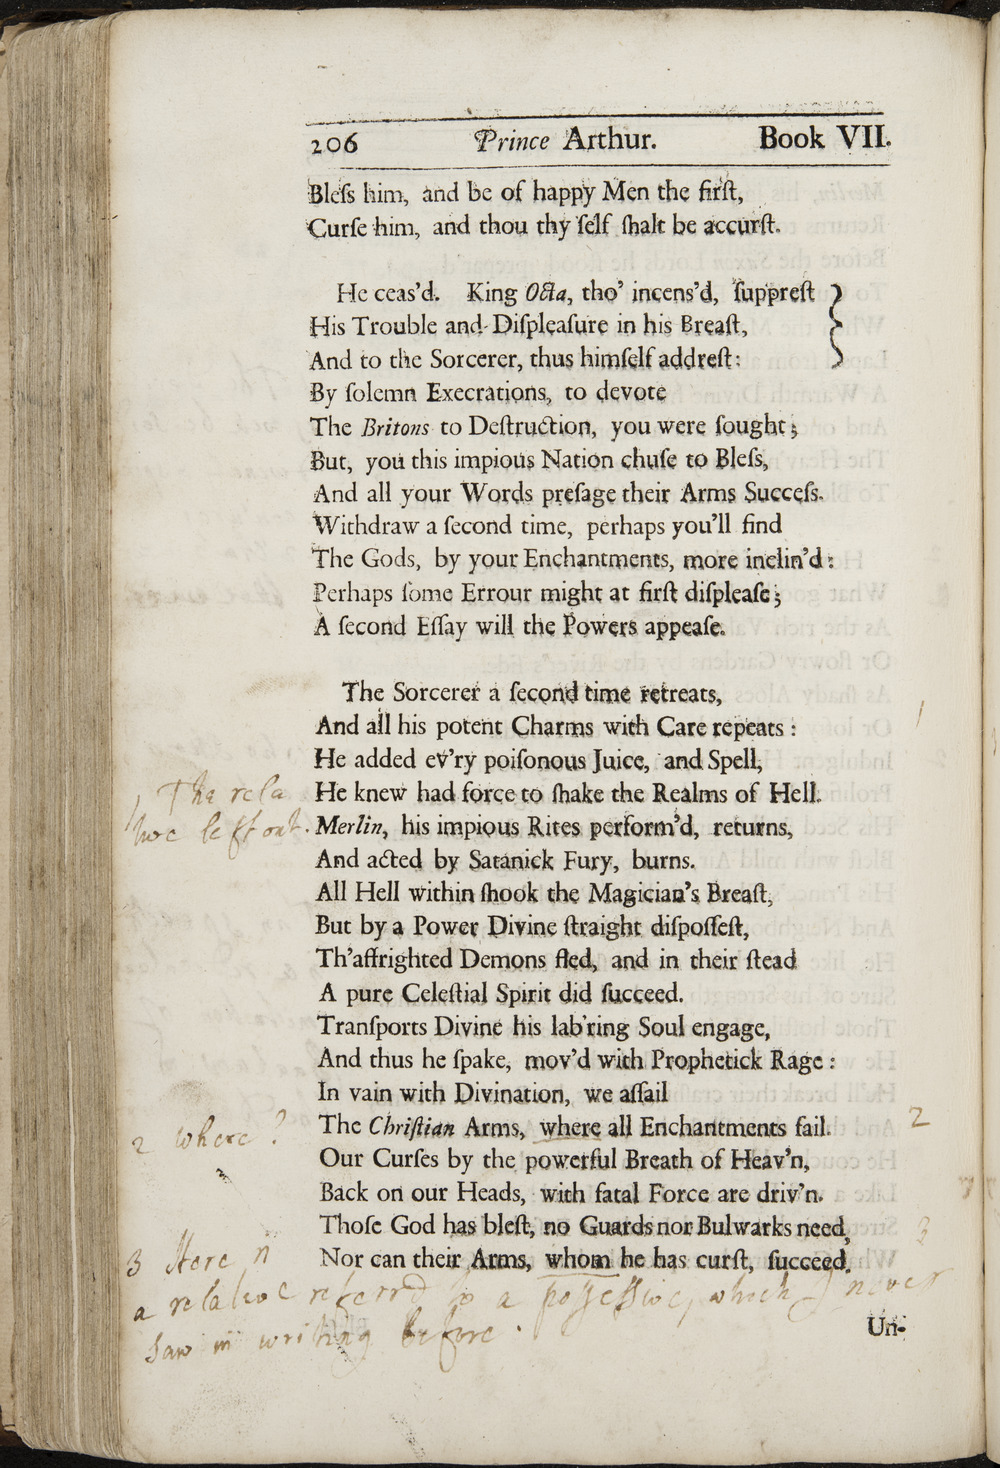 206 Prince Arthur. Book VII.
Bleſs him, and be of happy Men the firſt,
Curſe him, and thou thy ſelf ſhalt be accurſt.
He ceas'd. King Octa, tho' incens'd, ſuppreſt
His Trouble and Diſpleaſure in his Breaſt,
And to the Sorcerer, thus himſelf addreſt:
By ſolemn Execrations, to devote
The Britons to Deſtruction, you were ſought;
But, you this impious Nation chuſe to Bleſs,
And all your Words preſage their Arms Succeſs.
Withdraw a ſecond time, perhaps you'll find
The Gods, by your Enchantments, more inclin'd:
Perhaps ſome Errour might at firſt diſpleaſe;
A ſecond Eſſay will the Powers appeaſe.
The Sorcerer a ſecond time retreats,
And all his potent Charms with Care repeats:
He added ev'ry poiſonous Juice, and Spell,
1 The rela
He knew had force to ſhake the Realms of Hell.
tive left out.
Merlin, his impious Rites perform'd, returns,
And acted by Satanick Fury, burns.
All Hell within ſhook the Magician's Breaſt,
But by a Power Divine ſtraight diſpoſſeſt,
Th'affrighted Demons fled, and in their ſtead
A pure Celeſtial Spirit did ſucceed.
Tranſports Divine his lab'ring Soul engage,
And thus he ſpake, mov'd with Prophetick Rage:
In vain with Divination, we aſſail
2 where?
The Chriſtian Arms, where all Enchantments fail. 2
Our Curſes by the powerful Breath of Heav'n,
Back on our Heads, with fatal Force are driv'n.
Thoſe God has bleſt, no Guards nor Bulwarks need, 3
Nor can their Arms, whom he has curſt, ſucceed.
3 Here
a relative referrd to a poſſeſſive, which I never
Saw in writing before.
Un-